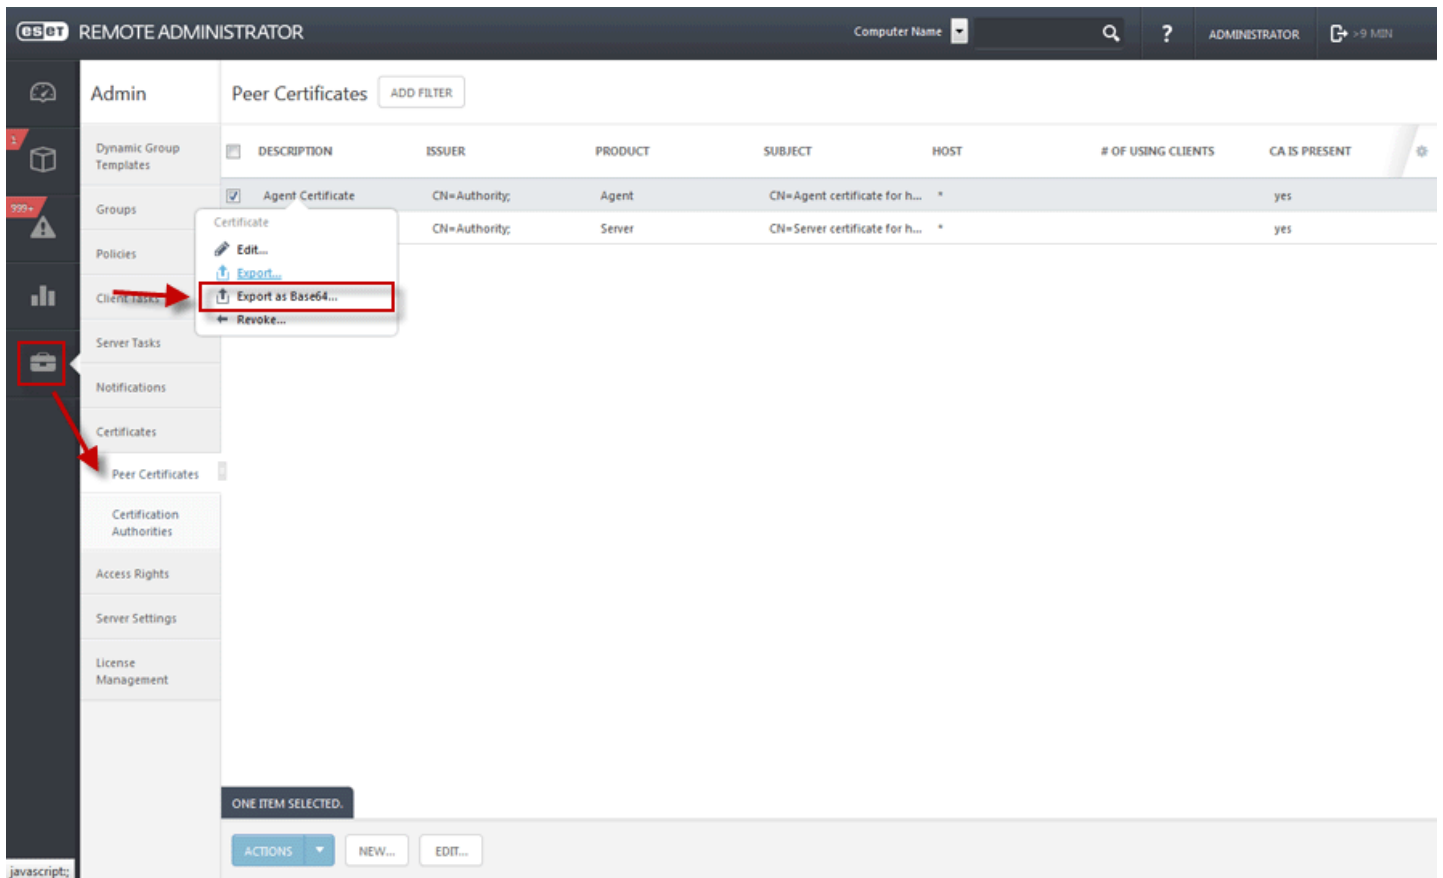 eset REMOTE ADMINISTRATOR
Computer Name
?
ADMINISTRATOR
>9 MIN
1
999+
Admin
Dynamic Group
Templates
Groups
Policies
Client Tasks
Server Tasks
Notifications
Certificates
Peer Certificates
Certification
Authorities
Access Rights
Server Settings
License
Management
Peer Certificates
ADD FILTER
DESCRIPTION ISSUER PRODUCT SUBJECT HOST # OF USING CLIENTS CA IS PRESENT
Agent Certificate CN=Authority; Agent CN=Agent certificate for h... * yes
CN=Authority; Server CN=Server certificate for h... * yes
Certificate
Edit...
Export...
Export as Base64...
Revoke...
ONE ITEM SELECTED.
ACTIONS NEW... EDIT...
javascript:;